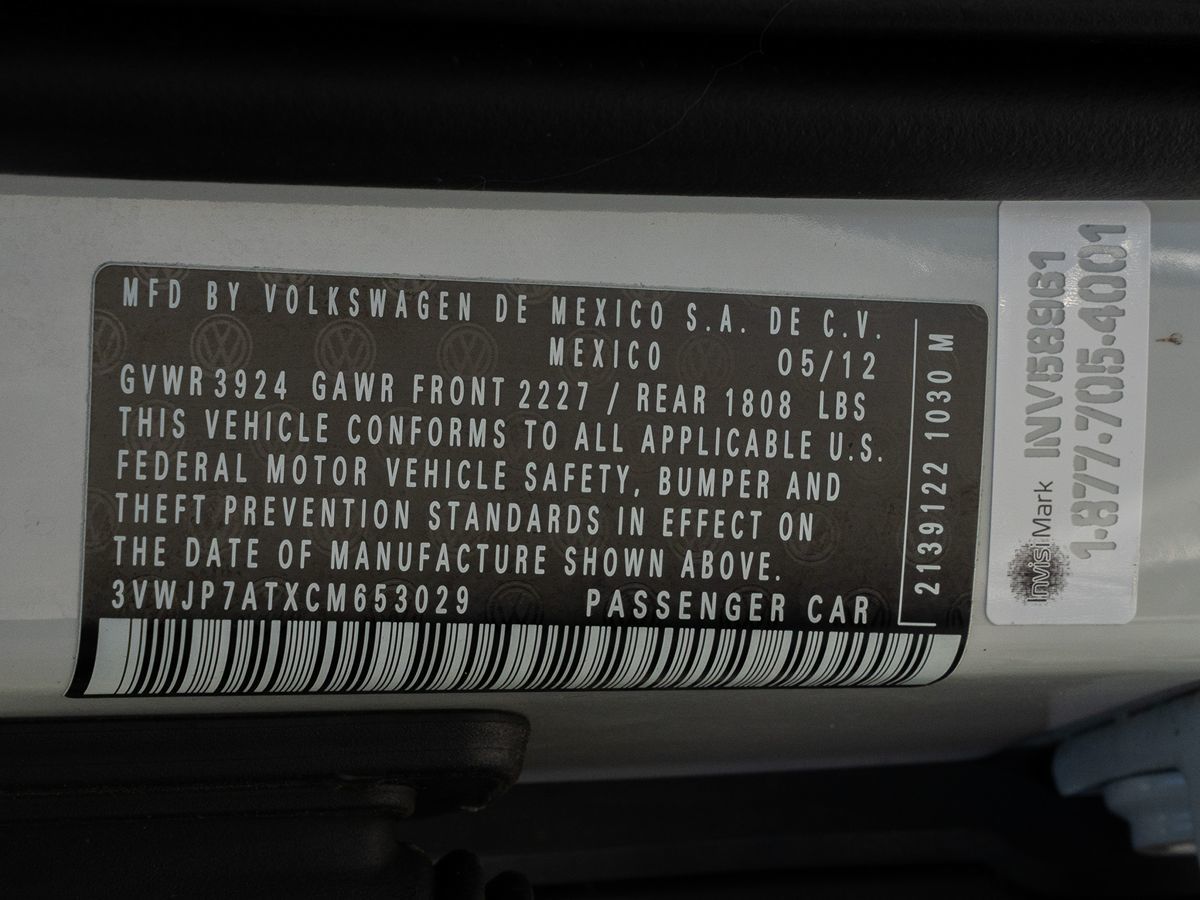 MFD BY VOLKSWAGEN DE MEXICO S.A. DE C.V.
MEXICO 05/12
GVWR 3924 GAWR FRONT 2227 / REAR 1808 LBS
THIS VEHICLE CONFORMS TO ALL APPLICABLE U.S.
FEDERAL MOTOR VEHICLE SAFETY, BUMPER AND
THEFT PREVENTION STANDARDS IN EFFECT ON
THE DATE OF MANUFACTURE SHOWN ABOVE.
3VWJP7ATXCM653029 PASSENGER CAR
2139122 1030 M
InvisiMark INV58961
1-877-705-4001